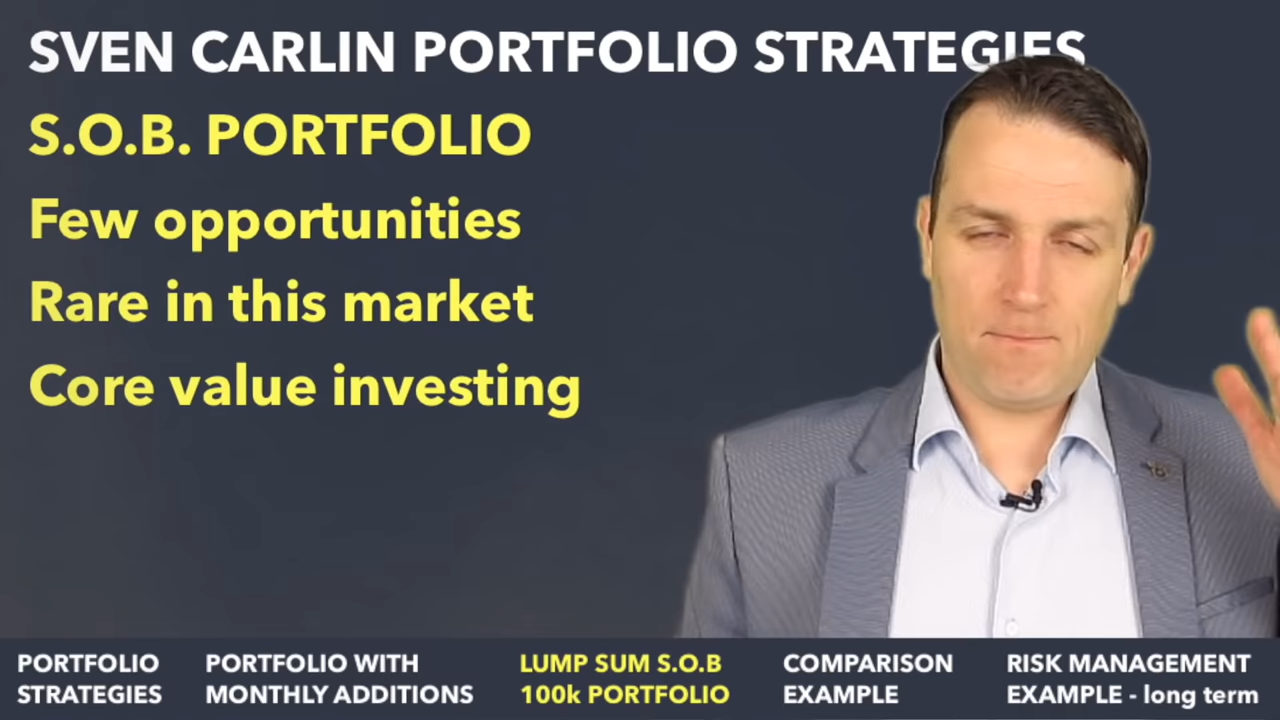 SVEN CARLIN PORTFOLIO STRATEGIES
S.O.B. PORTFOLIO
Few opportunities
Rare in this market
Core value investing
PORTFOLIO
STRATEGIES
PORTFOLIO WITH
MONTHLY ADDITIONS
LUMP SUM S.O.B
100k PORTFOLIO
COMPARISON
EXAMPLE
RISK MANAGEMENT
EXAMPLE - long term